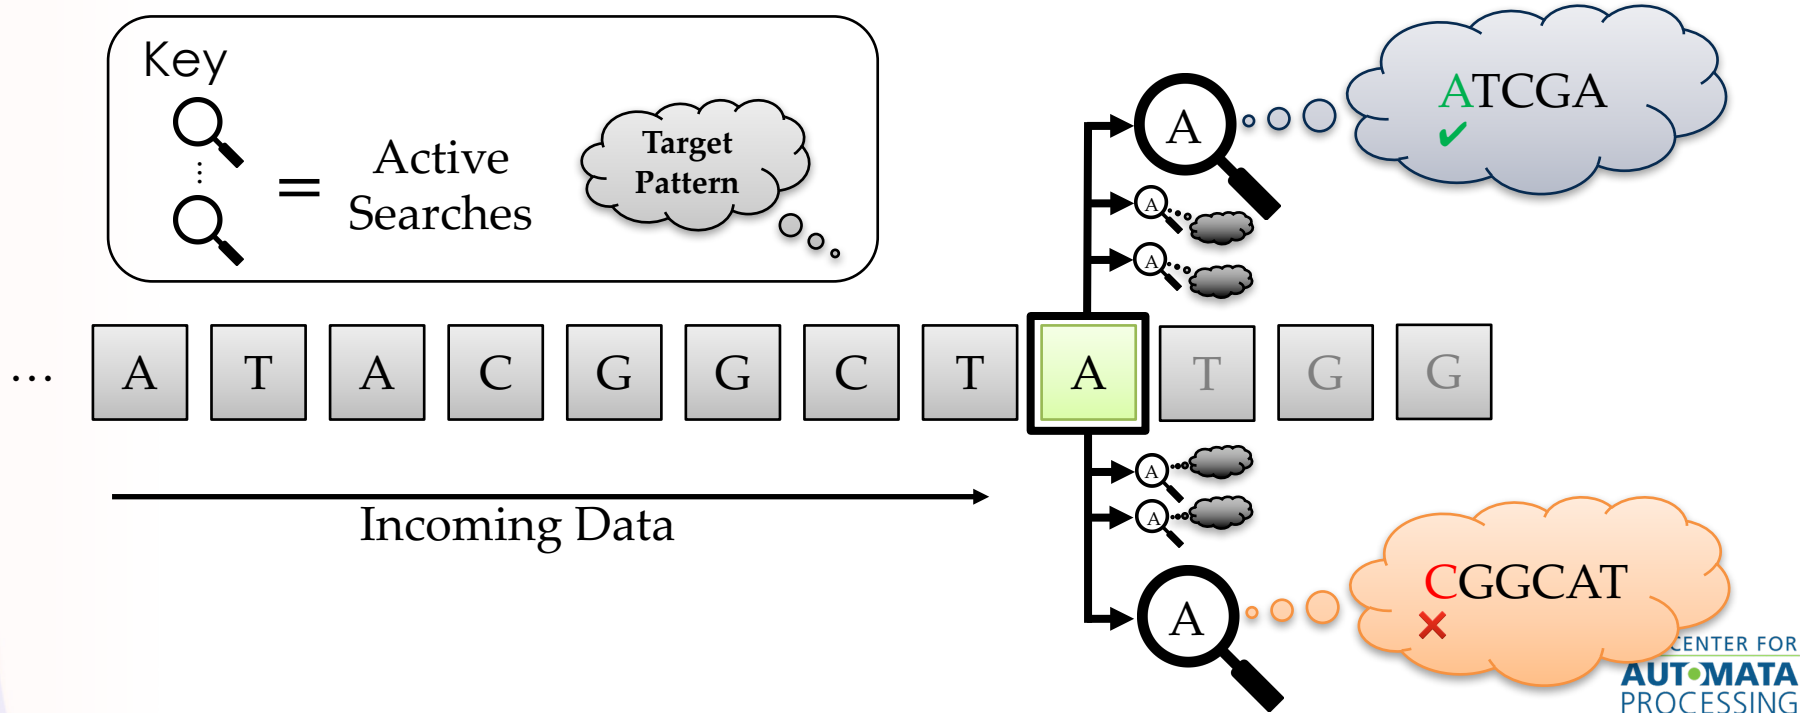 Key
⋮
= Active
Searches
Target
Pattern
A
ATCGA
✔
A
A
... A T A C G G C T A T G G
A
A
Incoming Data
A
CGGCAT
✗
CENTER FOR
AUTOMATA
PROCESSING